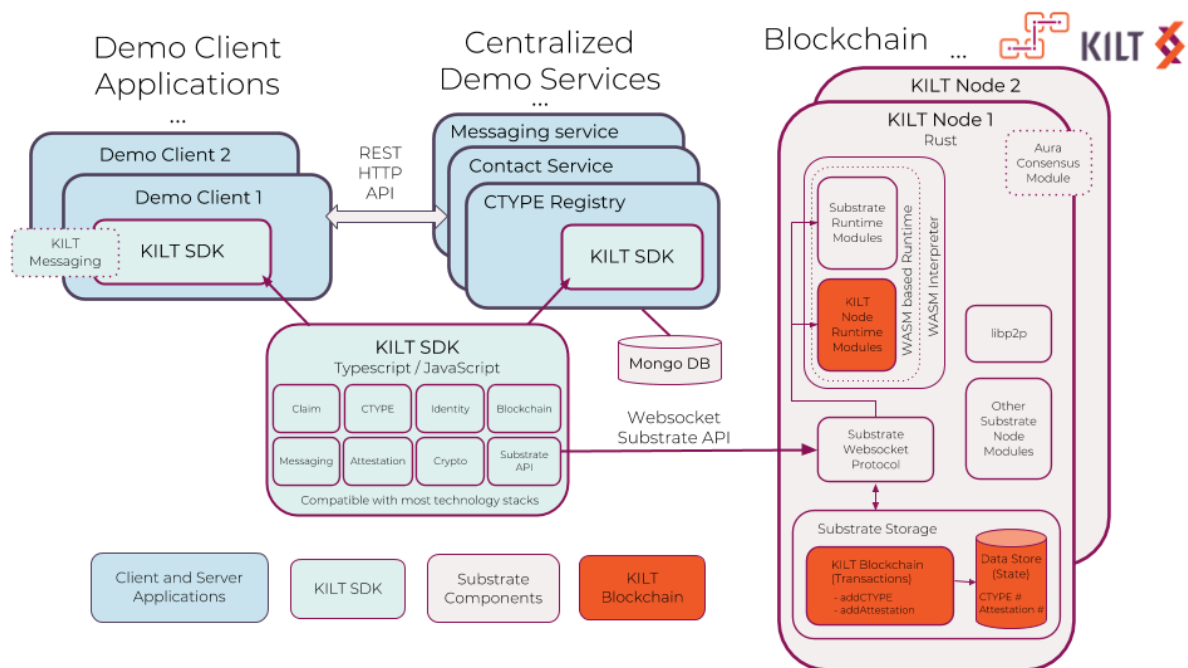 Demo Client
Applications
...
Demo Client 2
Demo Client 1
KILT
Messaging
KILT SDK
REST
HTTP
API
Centralized
Demo Services
...
Messaging service
Contact Service
CTYPE Registry
KILT SDK
Mongo DB
KILT SDK
Typescript / JavaScript
Claim
CTYPE
Identity
Blockchain
Messaging
Attestation
Crypto
Substrate
API
Compatible with most technology stacks
Websocket
Substrate API
Blockchain
...
KILT
KILT Node 2
KILT Node 1
Rust
Aura
Consensus
Module
Substrate
Runtime
Modules
KILT
Node
Runtime
Modules
WASM based Runtime
WASM Interpreter
libp2p
Other
Substrate
Node
Modules
Substrate
Websocket
Protocol
Substrate Storage
KILT Blockchain
(Transactions)
- addCTYPE
- addAttestation
Data Store
(State)
CTYPE #
Attestation #
Client and Server
Applications
KILT SDK
Substrate
Components
KILT
Blockchain